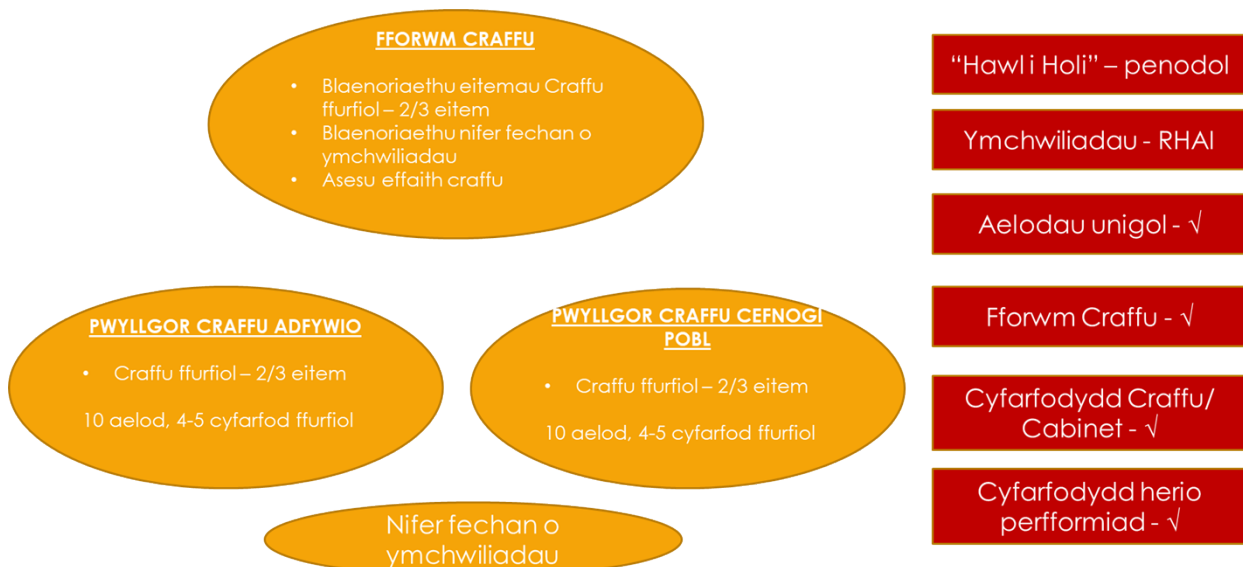 FFORWM CRAFFU
• Blaenoriaethu eitemau Craffu
ffurfiol – 2/3 eitem
• Blaenoriaethu nifer fechan o
ymchwiliadau
• Asesu effaith craffu
PWYLLGOR CRAFFU ADFYWIO
• Craffu ffurfiol – 2/3 eitem
10 aelod, 4-5 cyfarfod ffurfiol
PWYLLGOR CRAFFU CEFNOGI
POBL
• Craffu ffurfiol – 2/3 eitem
10 aelod, 4-5 cyfarfod ffurfiol
Nifer fechan o
ymchwiliadau
“Hawl i Holi” – penodol
Ymchwiliadau - RHAI
Aelodau unigol - √
Fforwm Craffu - √
Cyfarfodydd Craffu/
Cabinet - √
Cyfarfodydd herio
perfformiad - √